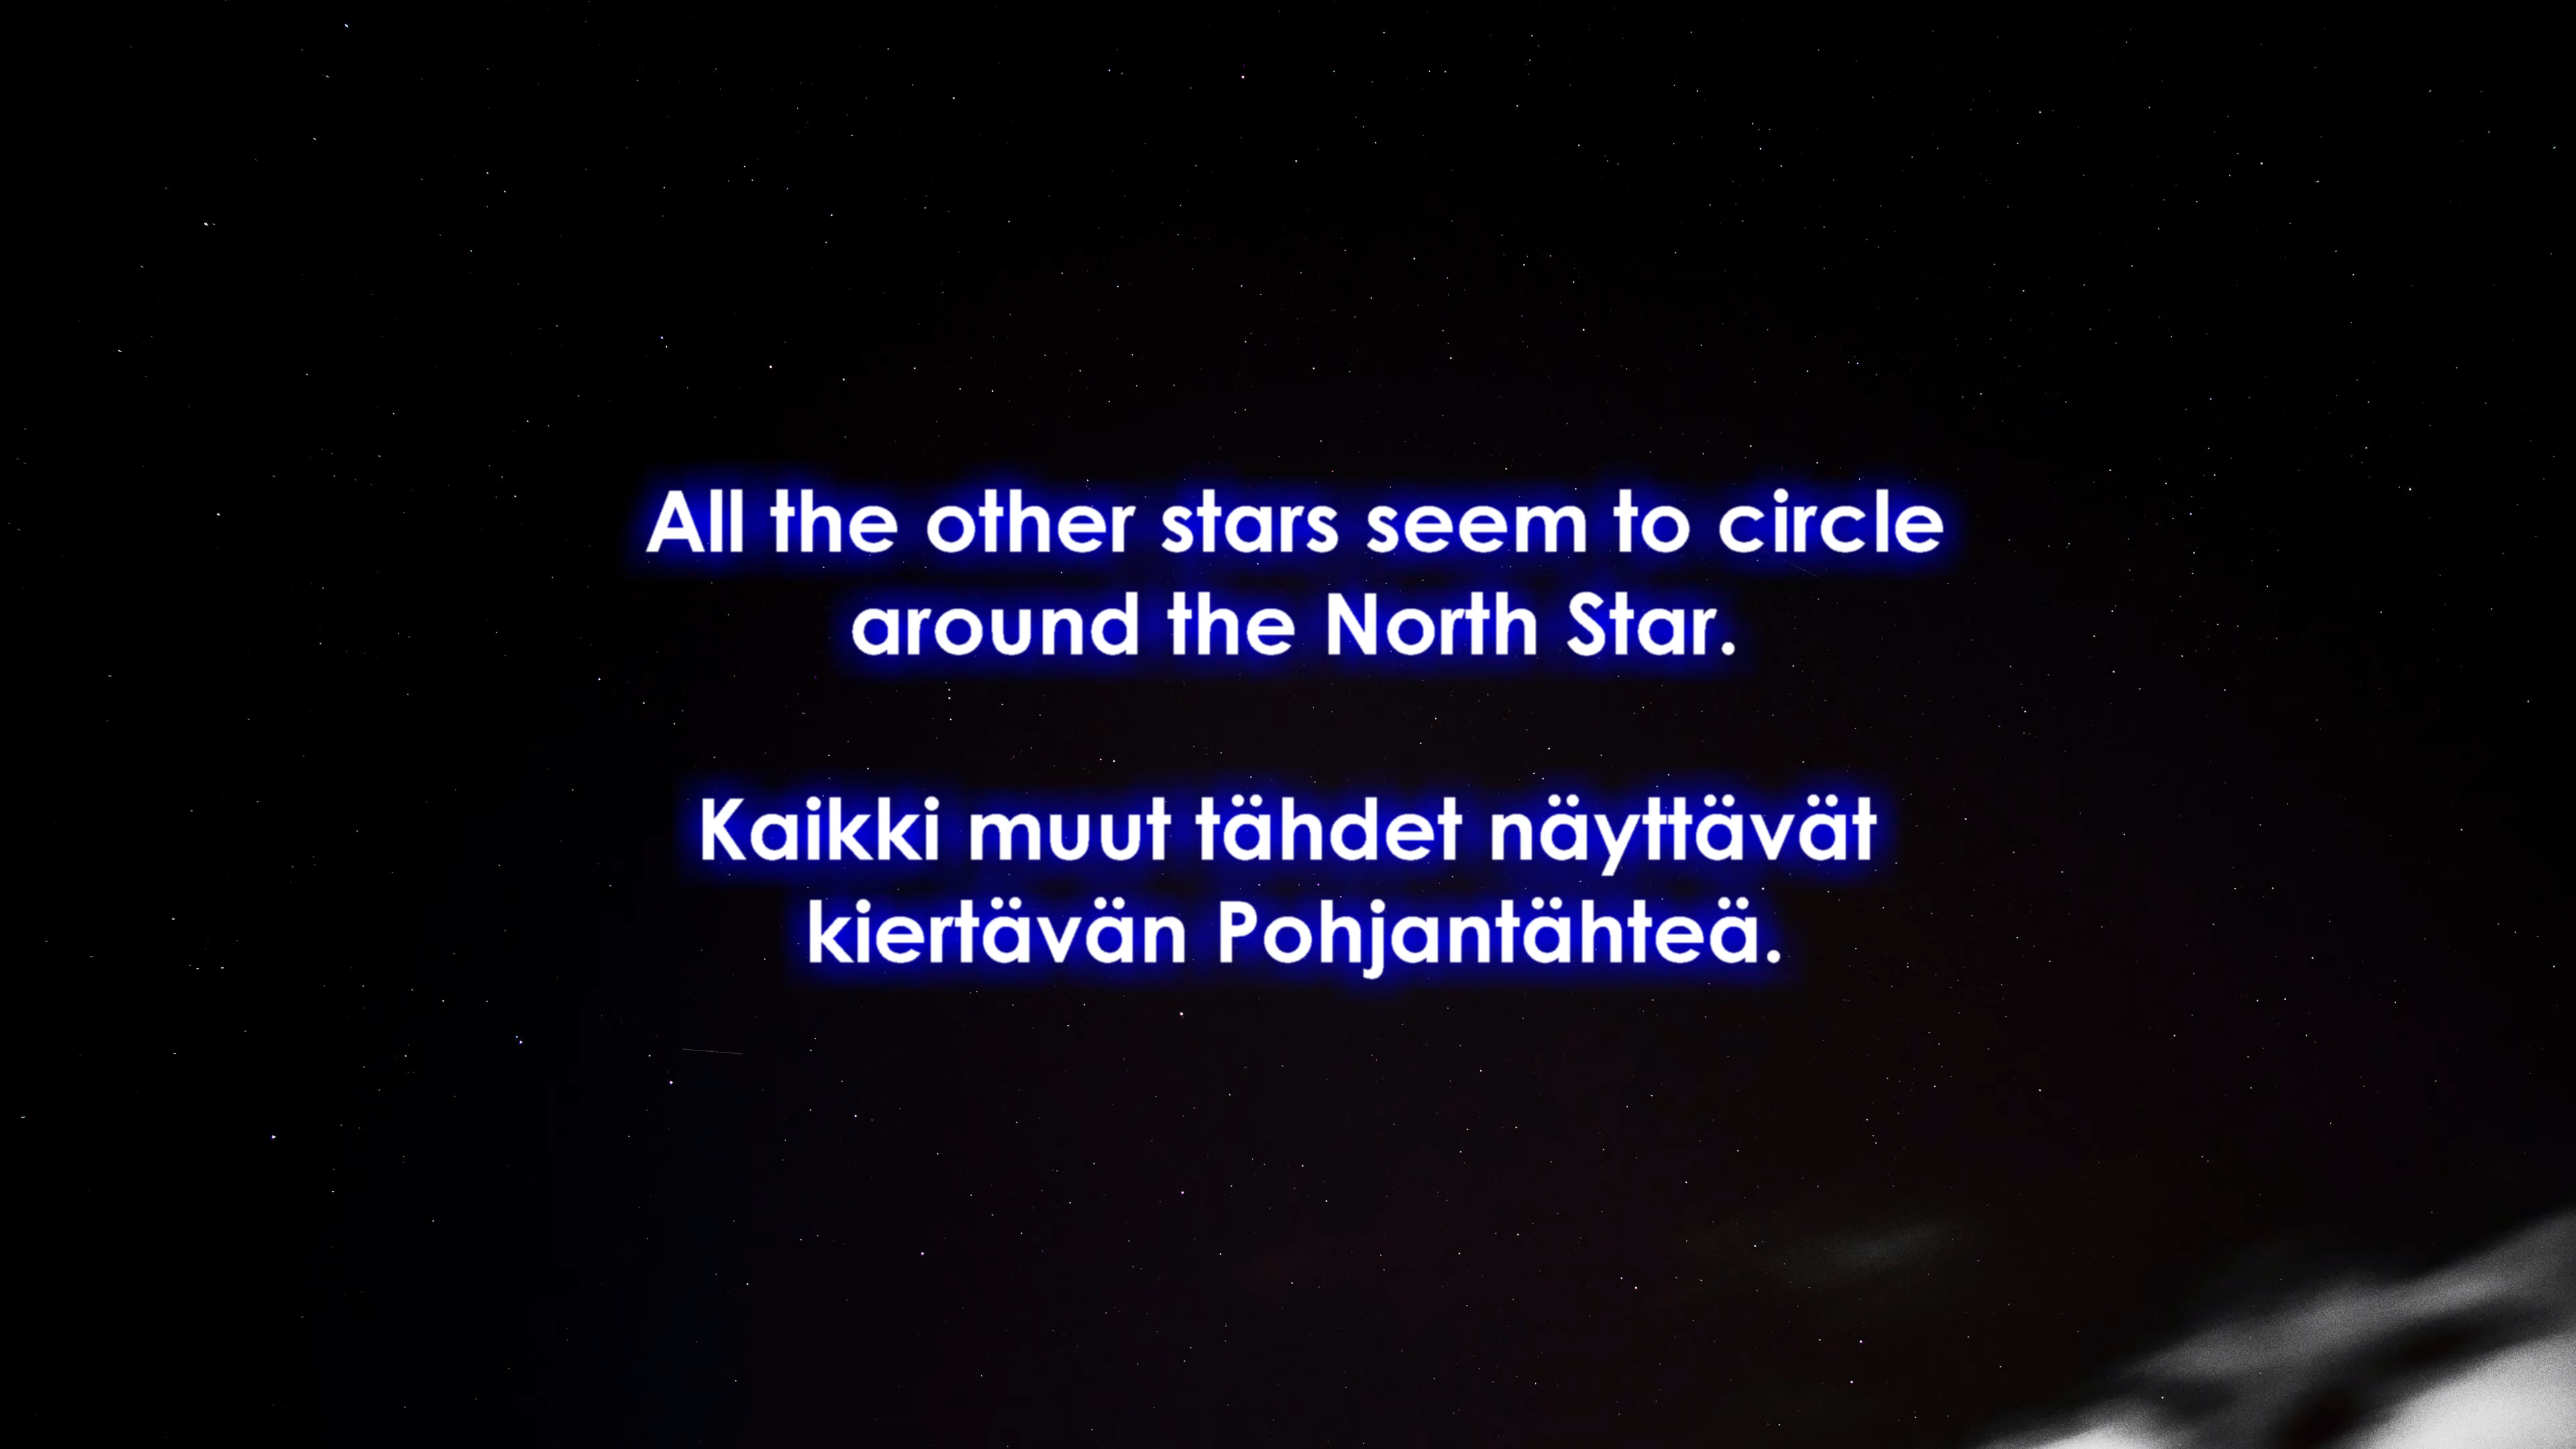 All the other stars seem to circle
around the North Star.
Kaikki muut tähdet näyttävät
kiertävän Pohjantähteä.